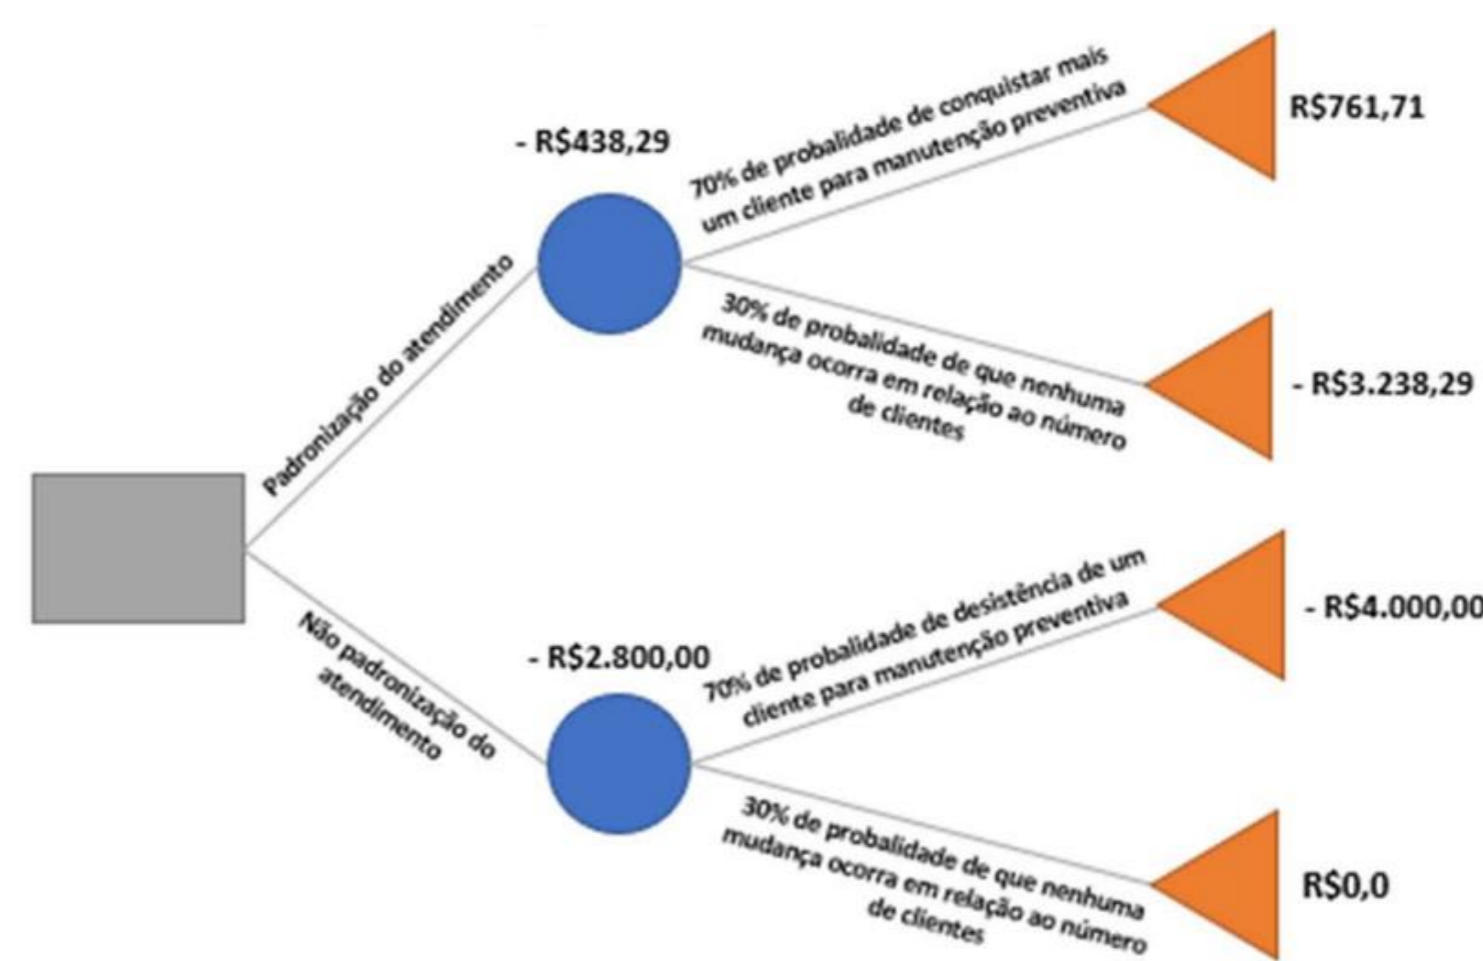 70% de probalidade de conquistar mais
um cliente para manutenção preventiva
R$761,71
- R$438,29
Padronização do atendimento
30% de probalidade de que nenhuma
mudança ocorra em relação ao número
de clientes
- R$3.238,29
Não padronização do
atendimento
- R$2.800,00
70% de probalidade de desistência de um
cliente para manutenção preventiva
- R$4.000,00
30% de probalidade de que nenhuma
mudança ocorra em relação ao número
de clientes
R$0,0